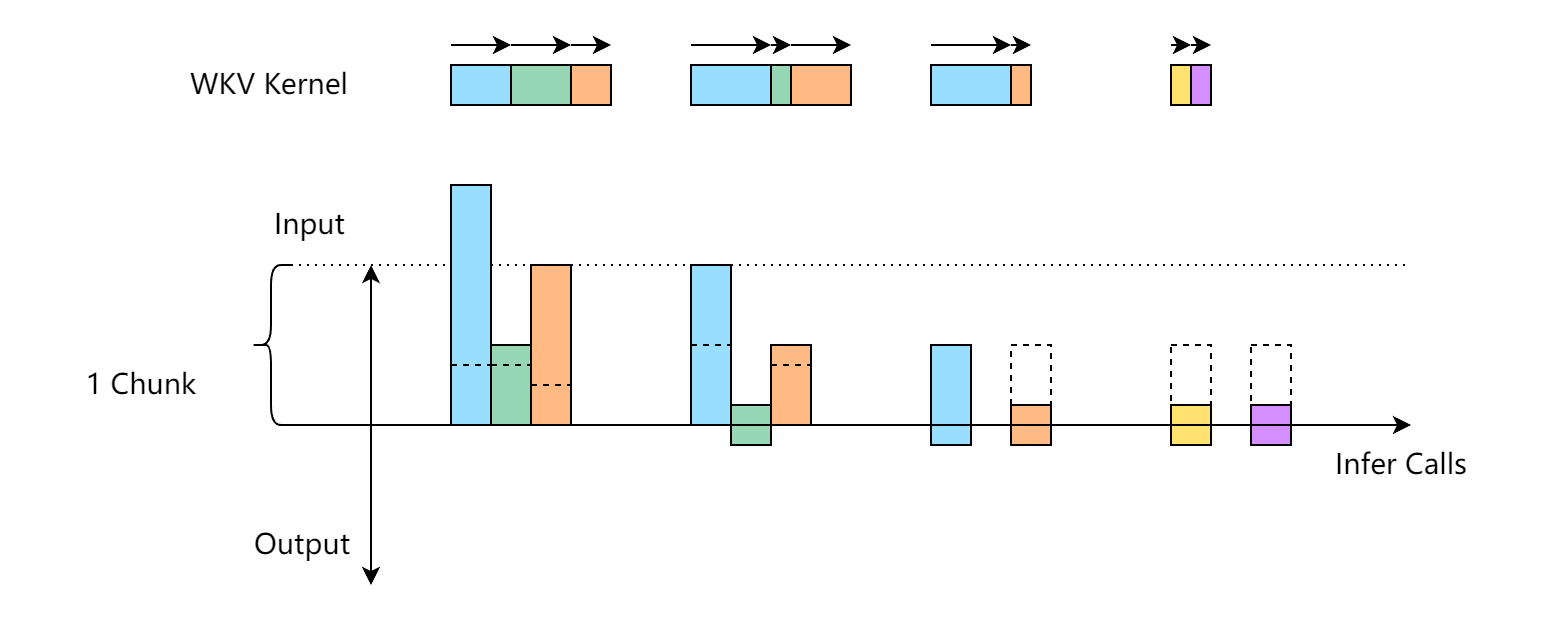 WKV Kernel
Input
1 Chunk
Infer Calls
Output